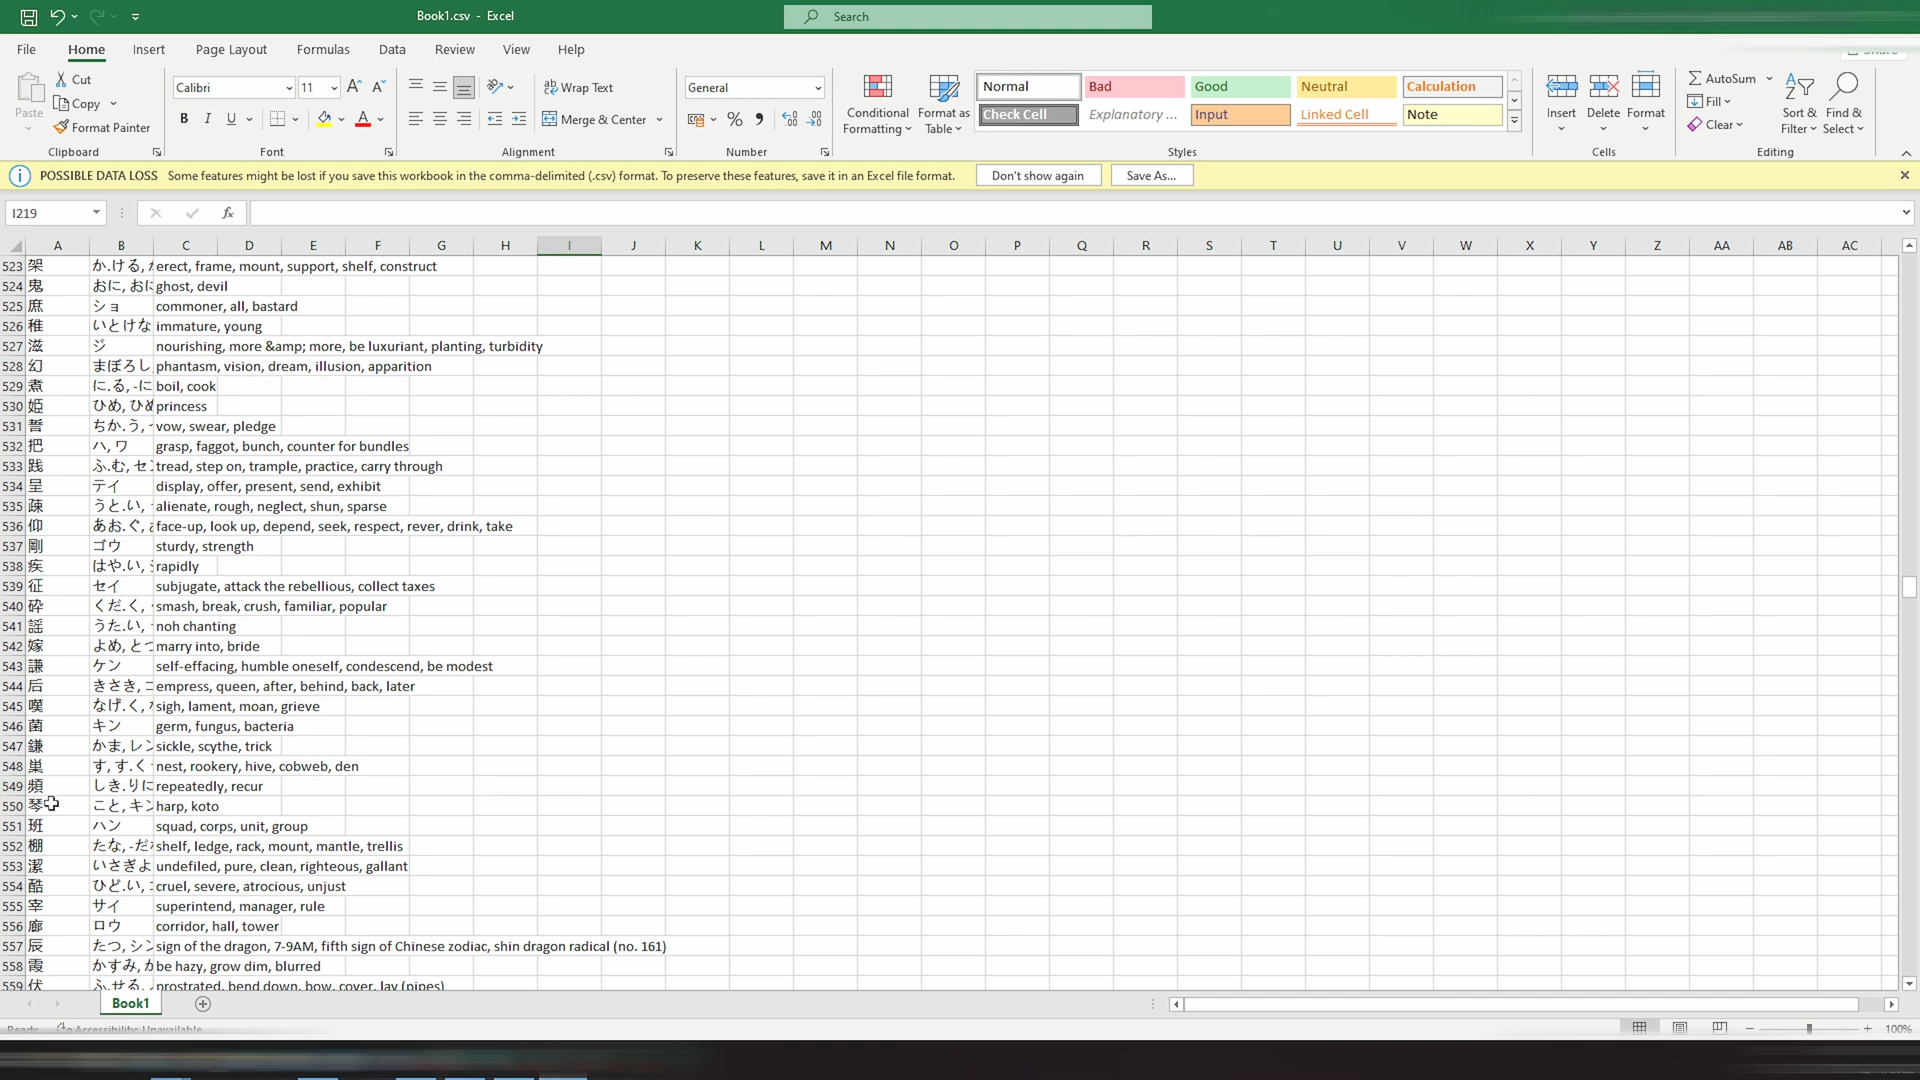 Book1.csv - Excel
Search
File Home Insert Page Layout Formulas Data Review View Help
Cut
Copy
Paste
Format Painter
Clipboard
Calibri 11
Font
Wrap Text
Merge & Center
Alignment
General
Number
Conditional Formatting
Format as Table
Normal Bad Good Neutral Calculation
Check Cell Explanatory ... Input Linked Cell Note
Styles
Insert Delete Format
Cells
AutoSum
Fill
Clear
Sort & Filter
Find & Select
Editing
POSSIBLE DATA LOSS Some features might be lost if you save this workbook in the comma-delimited (.csv) format. To preserve these features, save it in an Excel file format. Don't show again Save As...
I219
A B C D E F G H I J K L M N O P Q R S T U V W X Y Z AA AB AC
523 架 か.ける, erect, frame, mount, support, shelf, construct
524 鬼 おに, おに ghost, devil
525 庶 ショ commoner, all, bastard
526 稚 いとけな immature, young
527 滋 ジ nourishing, more &amp; more, be luxuriant, planting, turbidity
528 幻 まぼろし phantasm, vision, dream, illusion, apparition
529 煮 に.る, -に boil, cook
530 姫 ひめ, ひめ princess
531 誓 ちか.う, vow, swear, pledge
532 把 ハ, ワ grasp, faggot, bunch, counter for bundles
533 践 ふ.む, セン tread, step on, trample, practice, carry through
534 呈 テイ display, offer, present, send, exhibit
535 疎 うと.い, alienate, rough, neglect, shun, sparse
536 仰 あお.ぐ, face-up, look up, depend, seek, respect, rever, drink, take
537 剛 ゴウ sturdy, strength
538 疾 はや.い, rapidly
539 征 セイ subjugate, attack the rebellious, collect taxes
540 砕 くだ.く, smash, break, crush, familiar, popular
541 謡 うた.い, noh chanting
542 嫁 よめ, とつ marry into, bride
543 謙 ケン self-effacing, humble oneself, condescend, be modest
544 后 きさき, empress, queen, after, behind, back, later
545 嘆 なげ.く, sigh, lament, moan, grieve
546 菌 キン germ, fungus, bacteria
547 鎌 かま, レン sickle, scythe, trick
548 巣 す, す.く nest, rookery, hive, cobweb, den
549 頻 しき.りに repeatedly, recur
550 琴 こと, キン harp, koto
551 班 ハン squad, corps, unit, group
552 棚 たな, -だな shelf, ledge, rack, mount, mantle, trellis
553 潔 いさぎよ undefiled, pure, clean, righteous, gallant
554 酷 ひど.い, cruel, severe, atrocious, unjust
555 宰 サイ superintend, manager, rule
556 廊 ロウ corridor, hall, tower
557 辰 たつ, シン sign of the dragon, 7-9AM, fifth sign of Chinese zodiac, shin dragon radical (no. 161)
558 霞 かすみ, か be hazy, grow dim, blurred
559 伏 ふ.せる, prostrated, bend down, bow, cover, lay (pipes)
Book1
Ready Accessibility: Unavailable
100%